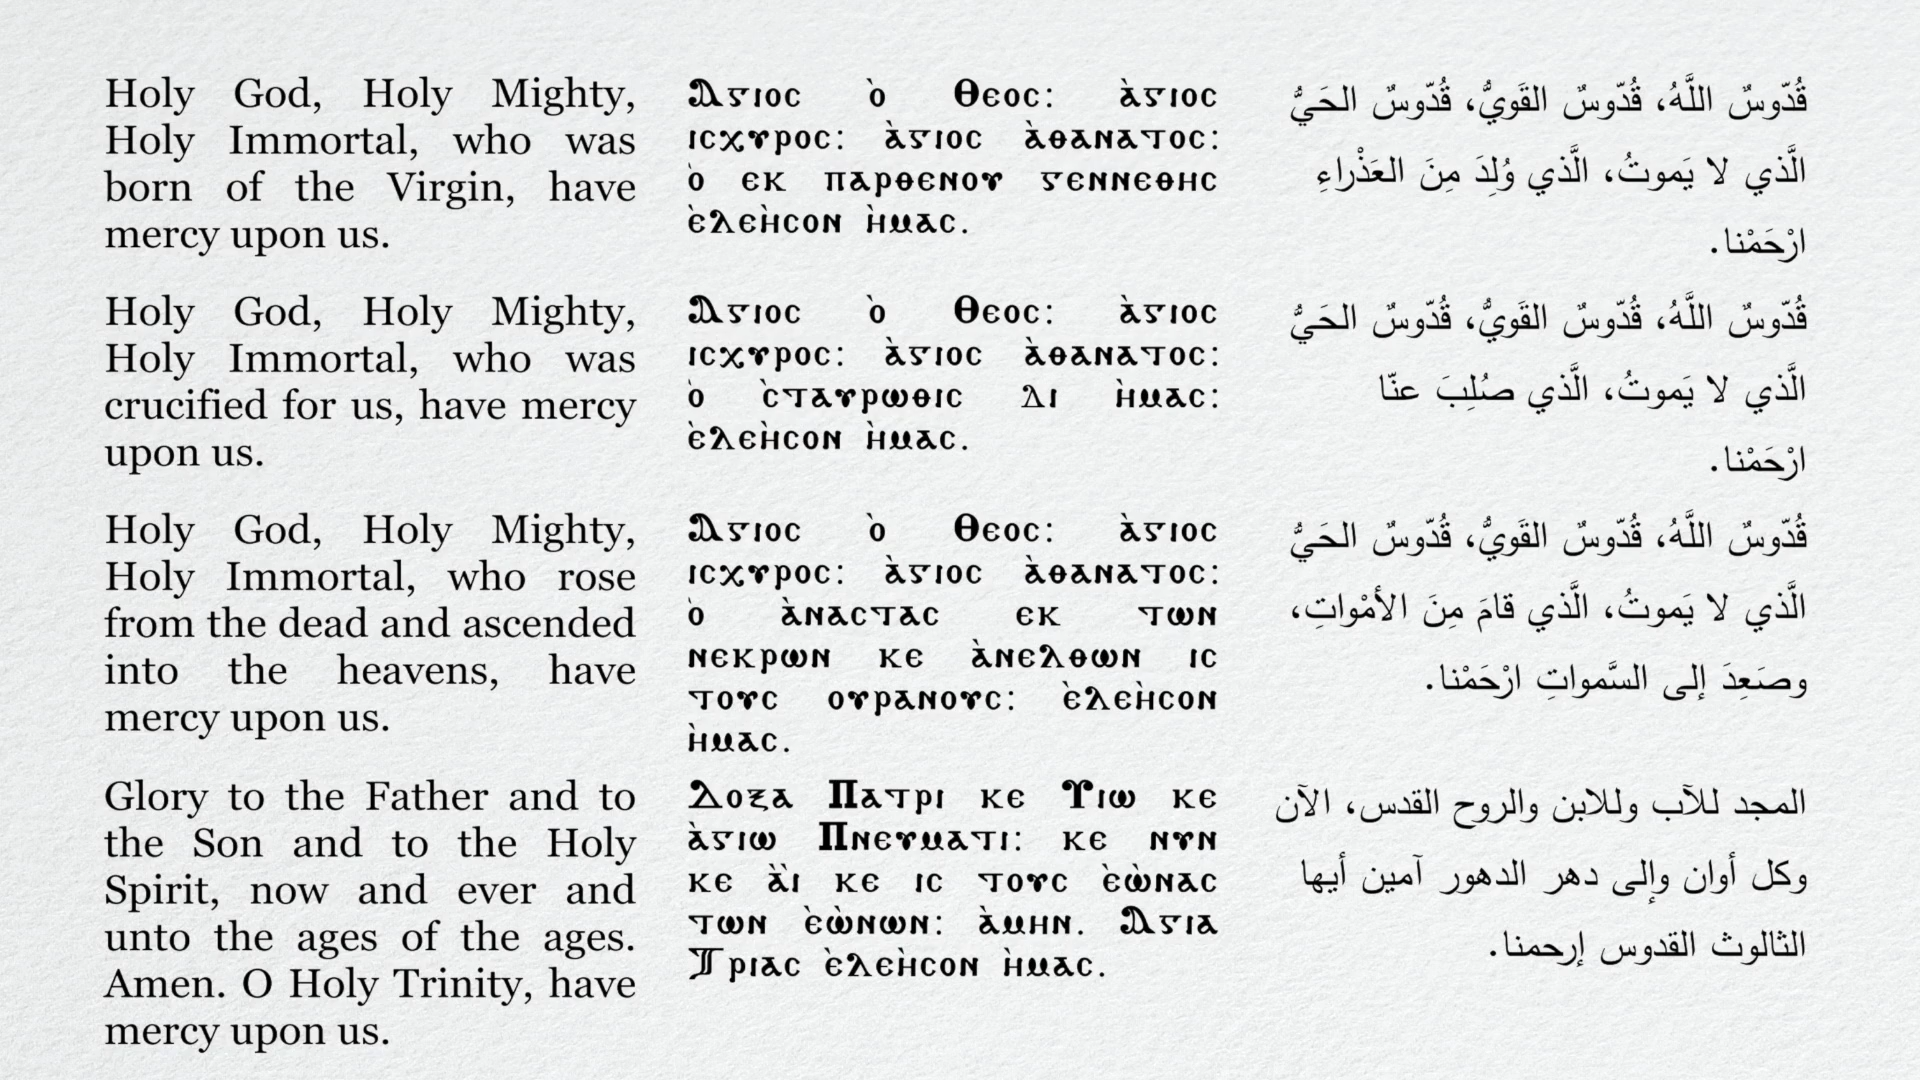 Holy God, Holy Mighty,
Holy Immortal, who was
born of the Virgin, have
mercy upon us.
Holy God, Holy Mighty,
Holy Immortal, who was
crucified for us, have mercy
upon us.
Holy God, Holy Mighty,
Holy Immortal, who rose
from the dead and ascended
into the heavens, have
mercy upon us.
Glory to the Father and to
the Son and to the Holy
Spirit, now and ever and
unto the ages of the ages.
Amen. O Holy Trinity, have
mercy upon us.
Ⲁⲅⲓⲟⲥ ⲟ̀ Ⲑⲉⲟⲥ: ⲁ̀ⲅⲓⲟⲥ
ⲓⲥⲭⲩⲣⲟⲥ: ⲁ̀ⲅⲓⲟⲥ ⲁ̀ⲑⲁⲛⲁⲧⲟⲥ:
ⲟ̀ ⲉⲕ ⲡⲁⲣⲑⲉⲛⲟⲩ ⲅⲉⲛⲛⲉⲑⲏⲥ
ⲉ̀ⲗⲉⲏ̀ⲥⲟⲛ ⲏ̀ⲙⲁⲥ.
Ⲁⲅⲓⲟⲥ ⲟ̀ Ⲑⲉⲟⲥ: ⲁ̀ⲅⲓⲟⲥ
ⲓⲥⲭⲩⲣⲟⲥ: ⲁ̀ⲅⲓⲟⲥ ⲁ̀ⲑⲁⲛⲁⲧⲟⲥ:
ⲟ̀ ⲥ̀ⲧⲁⲩⲣⲱⲑⲓⲥ ⲇⲓ ⲏ̀ⲙⲁⲥ:
ⲉ̀ⲗⲉⲏ̀ⲥⲟⲛ ⲏ̀ⲙⲁⲥ.
Ⲁⲅⲓⲟⲥ ⲟ̀ Ⲑⲉⲟⲥ: ⲁ̀ⲅⲓⲟⲥ
ⲓⲥⲭⲩⲣⲟⲥ: ⲁ̀ⲅⲓⲟⲥ ⲁ̀ⲑⲁⲛⲁⲧⲟⲥ:
ⲟ̀ ⲁ̀ⲛⲁⲥⲧⲁⲥ ⲉⲕ ⲧⲱⲛ
ⲛⲉⲕⲣⲱⲛ ⲕⲉ ⲁ̀ⲛⲉⲗⲑⲱⲛ ⲓⲥ
ⲧⲟⲩⲥ ⲟⲩⲣⲁⲛⲟⲩⲥ: ⲉ̀ⲗⲉⲏ̀ⲥⲟⲛ
ⲏ̀ⲙⲁⲥ.
Ⲇⲟⲝⲁ Ⲡⲁⲧⲣⲓ ⲕⲉ Ⲩⲓⲱ ⲕⲉ
ⲁ̀ⲅⲓⲱ Ⲡⲛⲉⲩⲙⲁⲧⲓ: ⲕⲉ ⲛⲩⲛ
ⲕⲉ ⲁ̀ⲓ̀ ⲕⲉ ⲓⲥ ⲧⲟⲩⲥ ⲉ̀ⲱ̀ⲛⲁⲥ
ⲧⲱⲛ ⲉ̀ⲱ̀ⲛⲱⲛ: ⲁ̀ⲙⲏⲛ. Ⲁⲅⲓⲁ
Ⲧⲣⲓⲁⲥ ⲉ̀ⲗⲉⲏ̀ⲥⲟⲛ ⲏ̀ⲙⲁⲥ.
قُدّوسٌ اللَّهُ، قُدّوسٌ القَويُّ، قُدّوسٌ الحَيُّ
الَّذي لا يَموتُ، الَّذي وُلِدَ مِنَ العَذْراءِ
ارْحَمْنا.
قُدّوسٌ اللَّهُ، قُدّوسٌ القَويُّ، قُدّوسٌ الحَيُّ
الَّذي لا يَموتُ، الَّذي صُلِبَ عنّا
ارْحَمْنا.
قُدّوسٌ اللَّهُ، قُدّوسٌ القَويُّ، قُدّوسٌ الحَيُّ
الَّذي لا يَموتُ، الَّذي قامَ مِنَ الأمْواتِ،
وصَعِدَ إلى السَّمواتِ ارْحَمْنا.
المجد للآب وللابن والروح القدس، الآن
وكل أوان وإلى دهر الدهور آمين أيها
الثالوث القدوس إرحمنا.